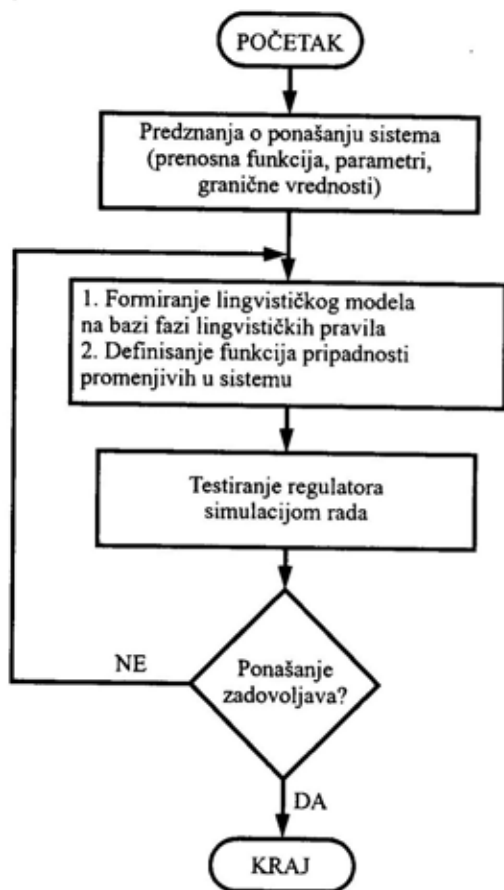 POČETAK
Predznanja o ponašanju sistema
(prenosna funkcija, parametri,
granične vrednosti)
1. Formiranje lingvističkog modela
na bazi fazi lingvističkih pravila
2. Definisanje funkcija pripadnosti
promenjivih u sistemu
Testiranje regulatora
simulacijom rada
NE
Ponašanje
zadovoljava?
DA
KRAJ